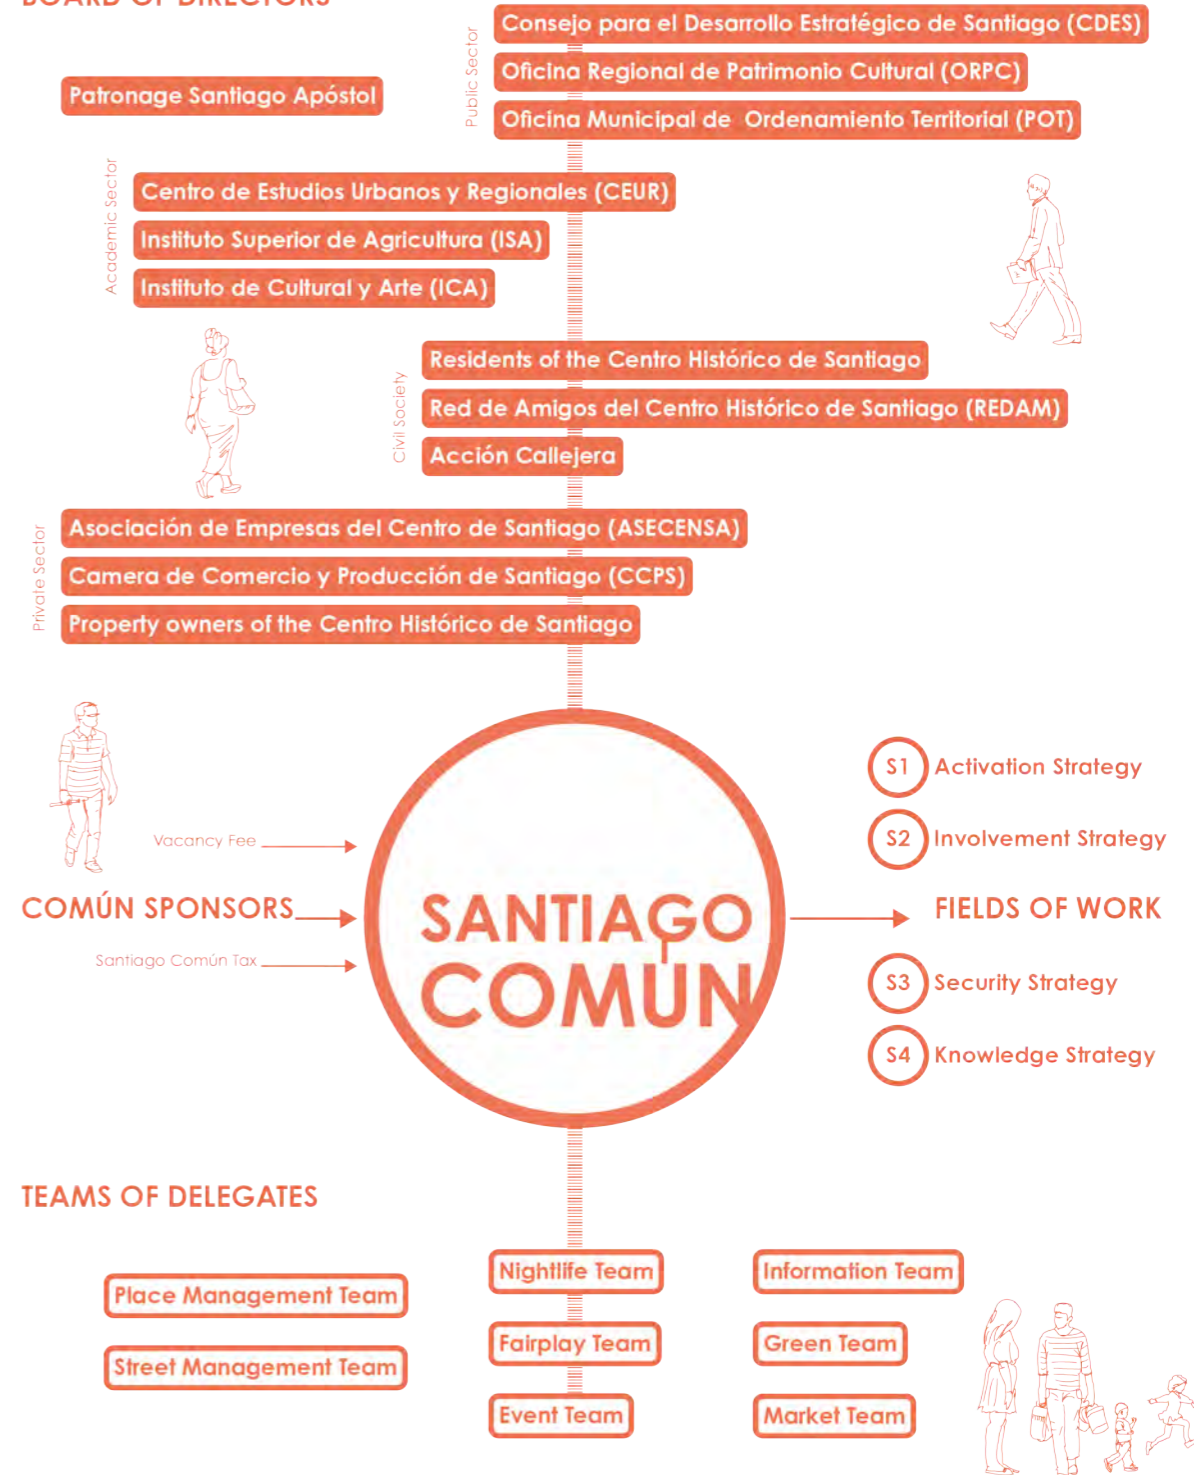 BOARD OF DIRECTORS
Public Sector
Consejo para el Desarrollo Estratégico de Santiago (CDES)
Oficina Regional de Patrimonio Cultural (ORPC)
Oficina Municipal de Ordenamiento Territorial (POT)
Patronage Santiago Apóstol
Academic Sector
Centro de Estudios Urbanos y Regionales (CEUR)
Instituto Superior de Agricultura (ISA)
Instituto de Cultural y Arte (ICA)
Civil Society
Residents of the Centro Histórico de Santiago
Red de Amigos del Centro Histórico de Santiago (REDAM)
Acción Callejera
Private Sector
Asociación de Empresas del Centro de Santiago (ASECENSA)
Camera de Comercio y Producción de Santiago (CCPS)
Property owners of the Centro Histórico de Santiago
Vacancy Fee
COMÚN SPONSORS
Santiago Común Tax
SANTIAGO
COMÚN
S1 Activation Strategy
S2 Involvement Strategy
FIELDS OF WORK
S3 Security Strategy
S4 Knowledge Strategy
TEAMS OF DELEGATES
Place Management Team
Street Management Team
Nightlife Team
Fairplay Team
Event Team
Information Team
Green Team
Market Team